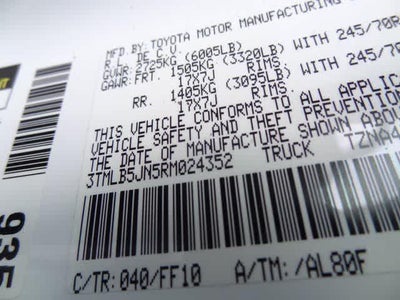 MFD.BY:TOYOTA MOTOR MANUFACTURING
DE C.V.
GVWR: 2725KG (6005LB)
GAWR:FRT. 1505KG (3320LB) WITH 245/70R
17X7J RIMS,
RR. 1405KG (3095LB) WITH 245/70
17X7J RIMS,
THIS VEHICLE CONFORMS TO ALL APPLIC
VEHICLE SAFETY AND THEFT PREVENTION
THE DATE OF MANUFACTURE SHOWN ABOV
3TMLB5JN5RM024352 TRUCK TZNA4
C/TR:040/FF10 A/TM:/AL80F
935